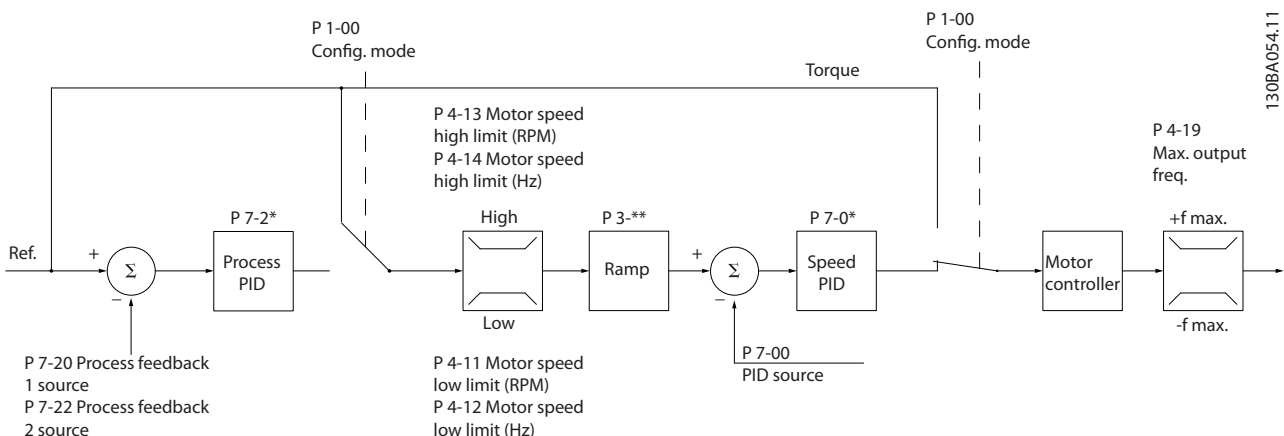 P 1-00
Config. mode
P 1-00
Config. mode
130BA054.11
Torque
P 4-13 Motor speed
high limit (RPM)
P 4-14 Motor speed
high limit (Hz)
P 4-19
Max. output
freq.
Ref.
+
Σ
−
P 7-2*
Process
PID
High
Low
P 3-**
Ramp
+
Σ
−
P 7-0*
Speed
PID
Motor
controller
+f max.
-f max.
P 7-20 Process feedback
1 source
P 7-22 Process feedback
2 source
P 4-11 Motor speed
low limit (RPM)
P 4-12 Motor speed
low limit (Hz)
P 7-00
PID source